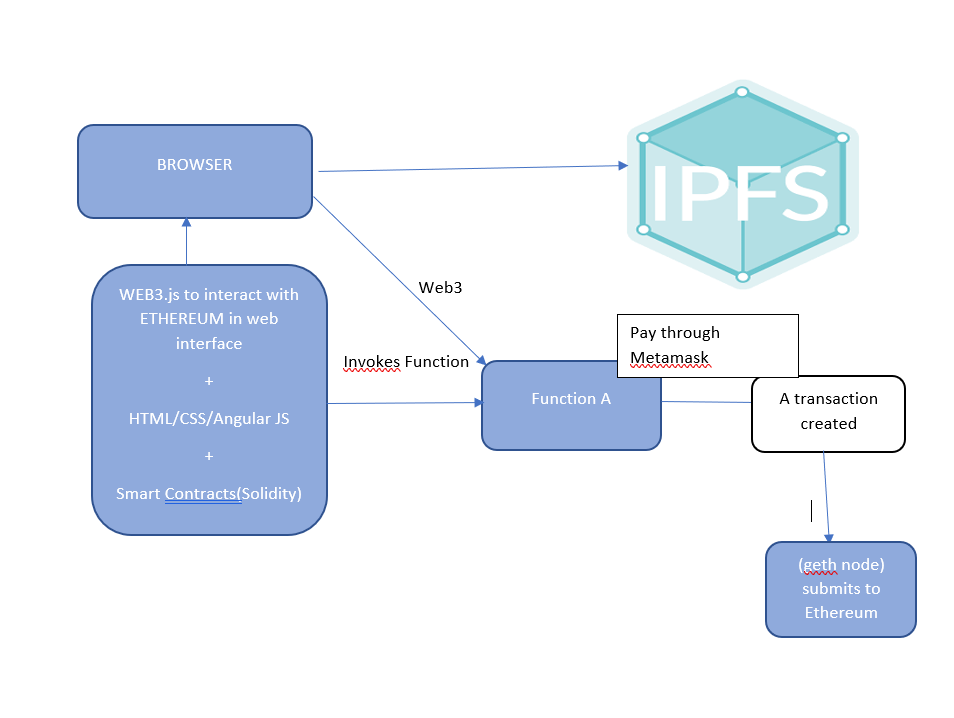 BROWSER
IPFS
WEB3.js to interact with
ETHEREUM in web
interface
+
HTML/CSS/Angular JS
+
Smart Contracts(Solidity)
Web3
Invokes Function
Function A
Pay through
Metamask
A transaction
created
(geth node)
submits to
Ethereum